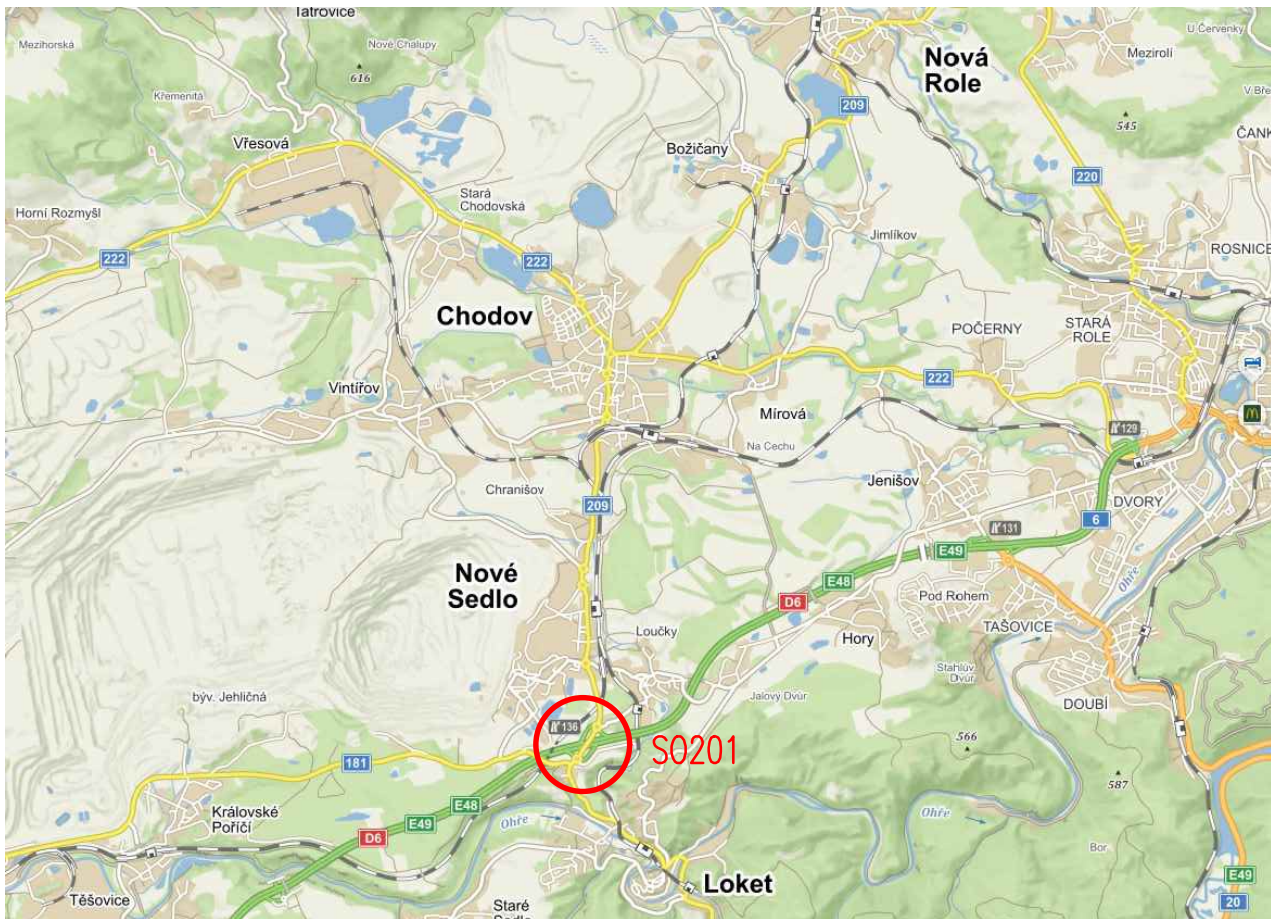 Tatrovice
Mezihorská
Nové Chalupy
616
Nová
Role
U Červenky
Mezirolí
Křemenitá
209
545
Vřesová
Božičany
ČANK
Stará
Chodovská
220
Horní Rozmyšl
Jimlíkov
ROSNICE
222
222
Chodov
POČERNY
STARÁ
ROLE
Vintířov
222
Mírová
129
Na Cechu
Chranišov
Jenišov
DVORY
209
6
131
E49
Ohře
Nové
Sedlo
E48
D6
Pod Rohem
TAŠOVICE
Loučky
Hory
Stahlův
Dvůr
býv. Jehličná
Jalový Dvůr
DOUBÍ
136
SO201
566
181
587
Královské
Poříčí
E48
E49
D6
Ohře
Ohře
Bor
Loket
E49
20
Těšovice
Staré